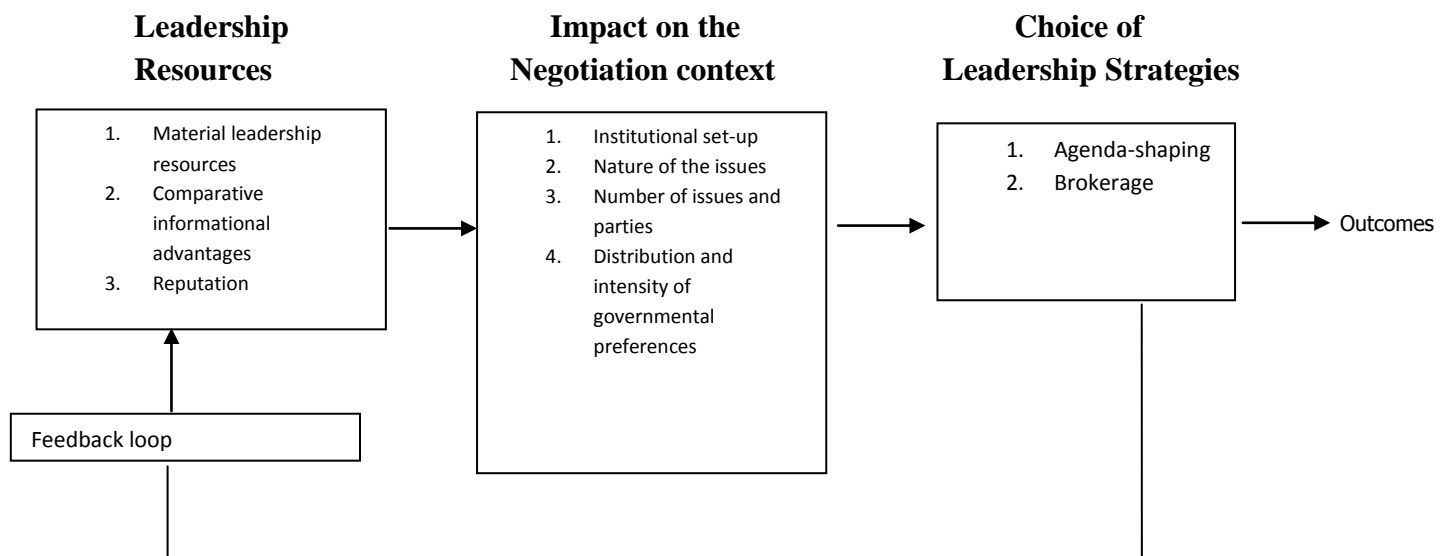 Leadership
Resources
1. Material leadership
resources
2. Comparative
informational
advantages
3. Reputation
Feedback loop
Impact on the
Negotiation context
1. Institutional set-up
2. Nature of the issues
3. Number of issues and
parties
4. Distribution and
intensity of
governmental
preferences
Choice of
Leadership Strategies
1. Agenda-shaping
2. Brokerage
Outcomes